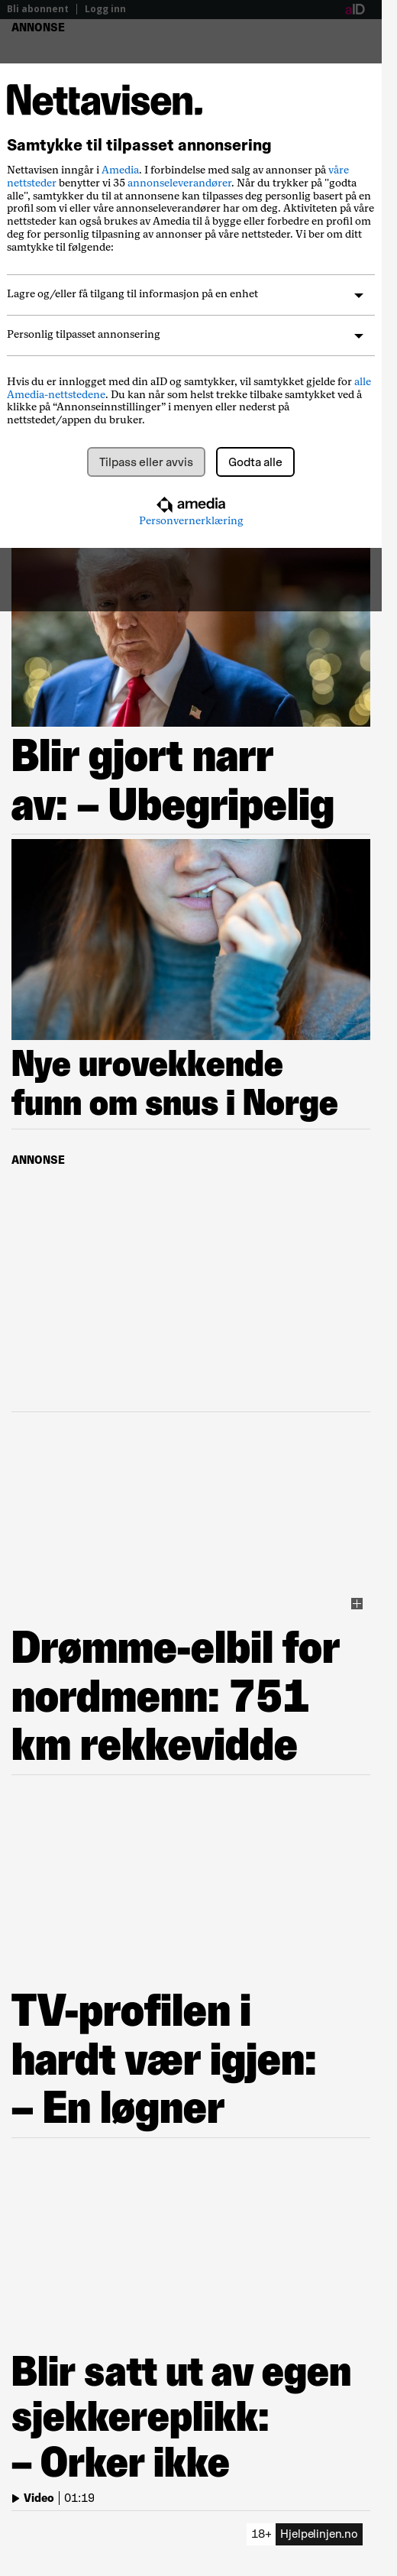 Bli abonnent | Logg inn
aID
ANNONSE
Nettavisen.
Samtykke til tilpasset annonsering
Nettavisen inngår i Amedia. I forbindelse med salg av annonser på våre
nettsteder benytter vi 35 annonseleverandører. Når du trykker på "godta
alle", samtykker du til at annonsene kan tilpasses deg personlig basert på en
profil som vi eller våre annonseleverandører har om deg. Aktiviteten på våre
nettsteder kan også brukes av Amedia til å bygge eller forbedre en profil om
deg for personlig tilpasning av annonser på våre nettsteder. Vi ber om ditt
samtykke til følgende:
Lagre og/eller få tilgang til informasjon på en enhet
Personlig tilpasset annonsering
Hvis du er innlogget med din aID og samtykker, vil samtykket gjelde for alle
Amedia-nettstedene. Du kan når som helst trekke tilbake samtykket ved å
klikke på “Annonseinnstillinger” i menyen eller nederst på
nettstedet/appen du bruker.
Tilpass eller avvis
Godta alle
amedia
Personvernerklæring
Blir gjort narr
av: – Ubegripelig
Nye urovekkende
funn om snus i Norge
ANNONSE
Drømme-elbil for
nordmenn: 751
km rekkevidde
TV-profilen i
hardt vær igjen:
– En løgner
Blir satt ut av egen
sjekkereplikk:
– Orker ikke
Video | 01:19
18+ Hjelpelinjen.no